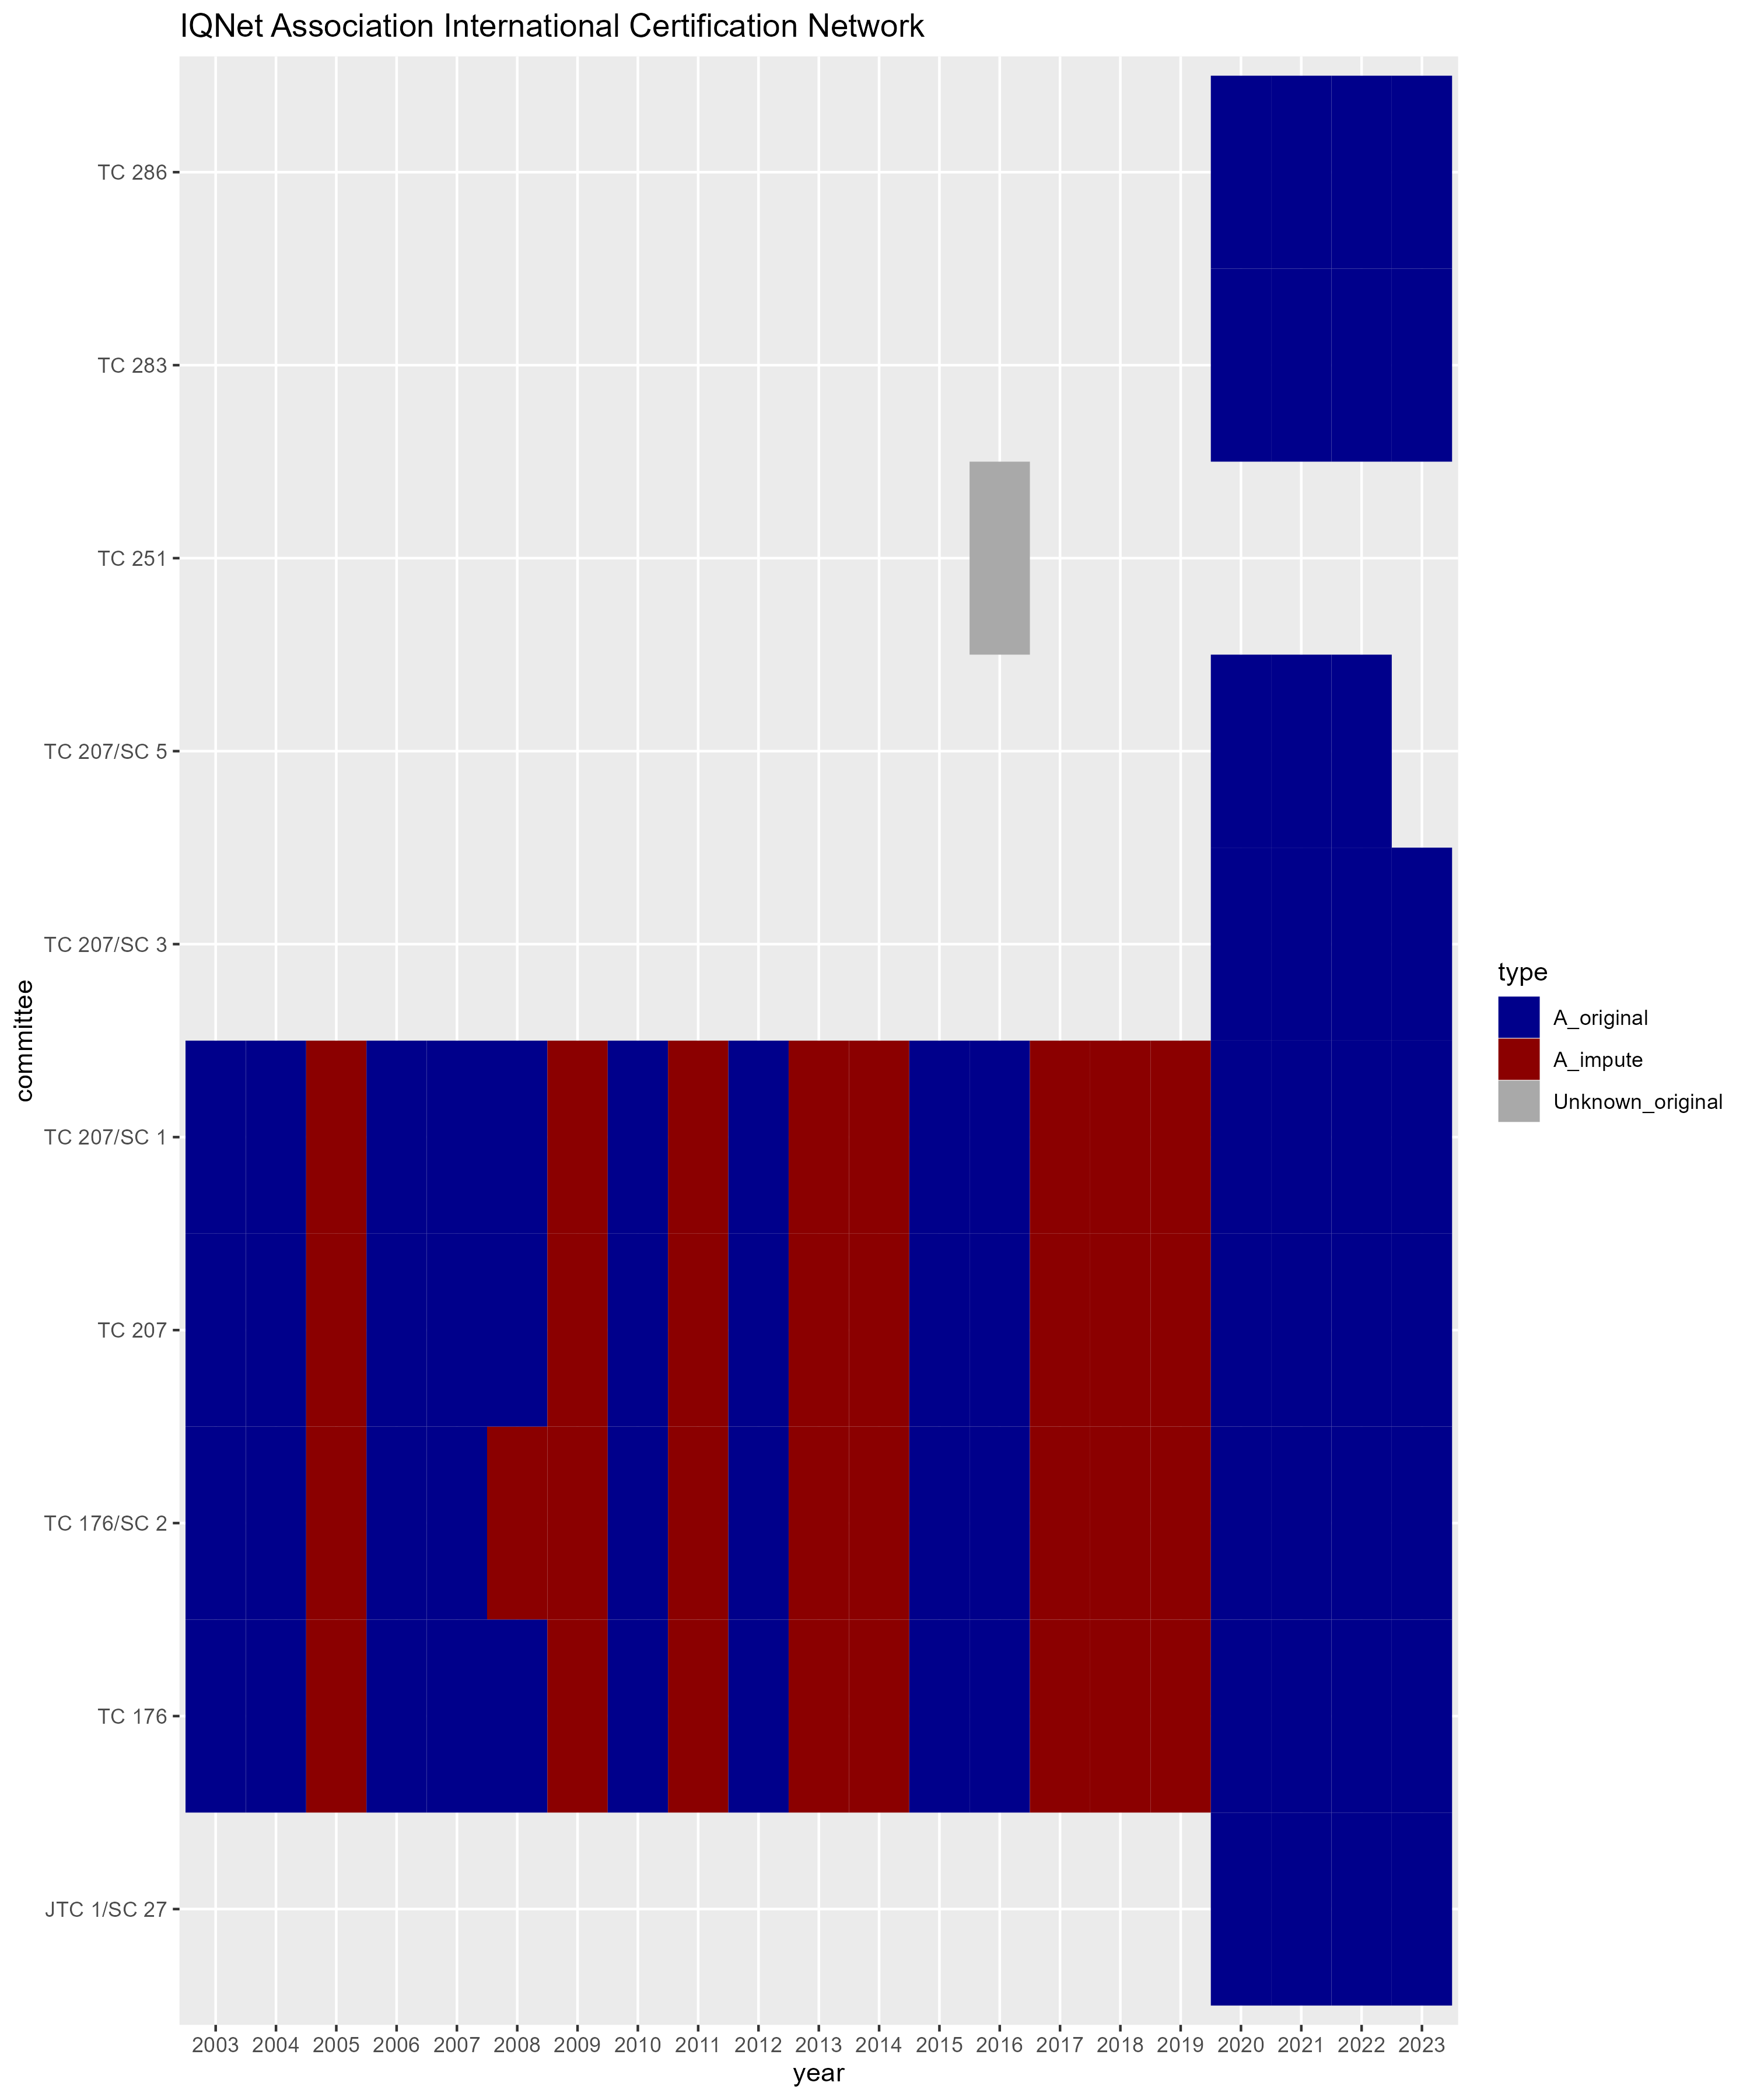 IQNet Association International Certification Network
committee
TC 286
TC 283
TC 251
TC 207/SC 5
TC 207/SC 3
TC 207/SC 1
TC 207
TC 176/SC 2
TC 176
JTC 1/SC 27
2003 2004 2005 2006 2007 2008 2009 2010 2011 2012 2013 2014 2015 2016 2017 2018 2019 2020 2021 2022 2023
year
type
A_original
A_impute
Unknown_original